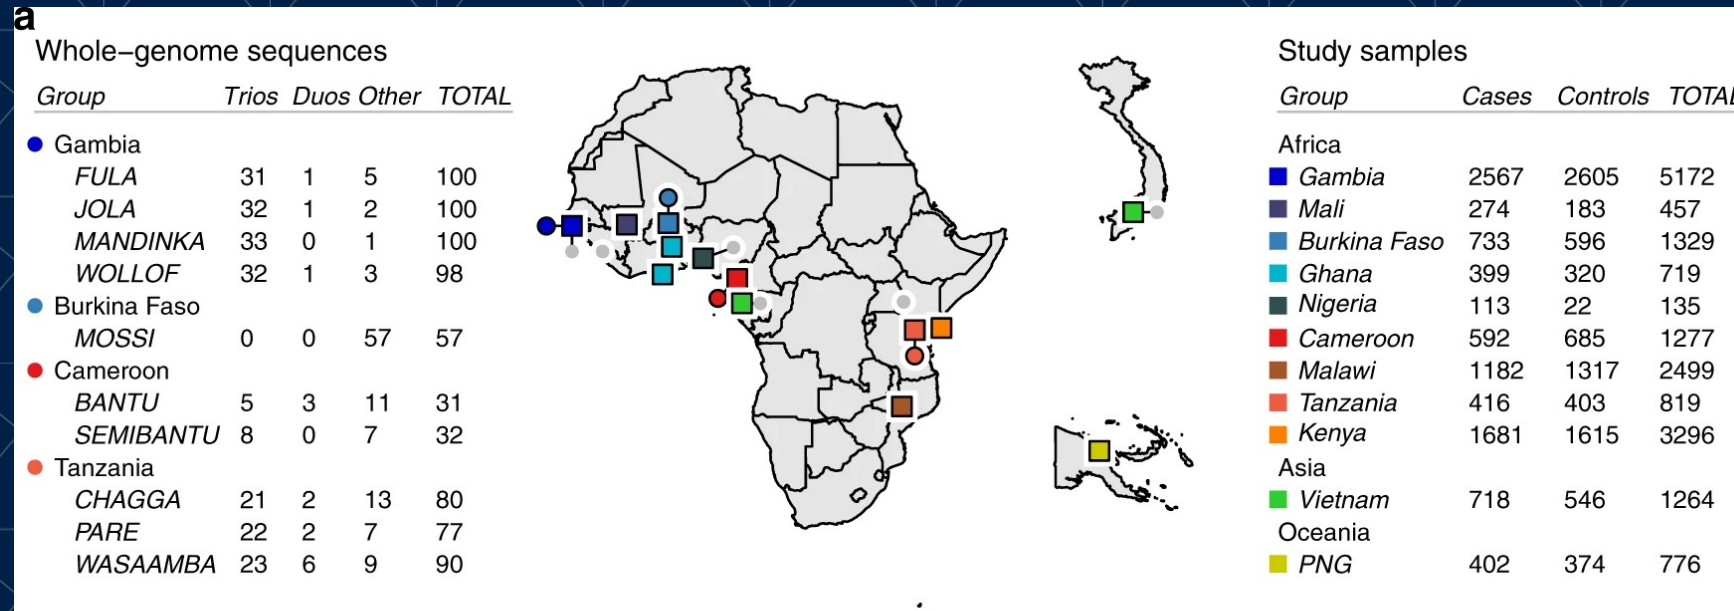 a
Whole–genome sequences
Group Trios Duos Other TOTAL
Gambia
FULA 31 1 5 100
JOLA 32 1 2 100
MANDINKA 33 0 1 100
WOLLOF 32 1 3 98
Burkina Faso
MOSSI 0 0 57 57
Cameroon
BANTU 5 3 11 31
SEMIBANTU 8 0 7 32
Tanzania
CHAGGA 21 2 13 80
PARE 22 2 7 77
WASAAMBA 23 6 9 90
Study samples
Group Cases Controls TOTAL
Africa
Gambia 2567 2605 5172
Mali 274 183 457
Burkina Faso 733 596 1329
Ghana 399 320 719
Nigeria 113 22 135
Cameroon 592 685 1277
Malawi 1182 1317 2499
Tanzania 416 403 819
Kenya 1681 1615 3296
Asia
Vietnam 718 546 1264
Oceania
PNG 402 374 776